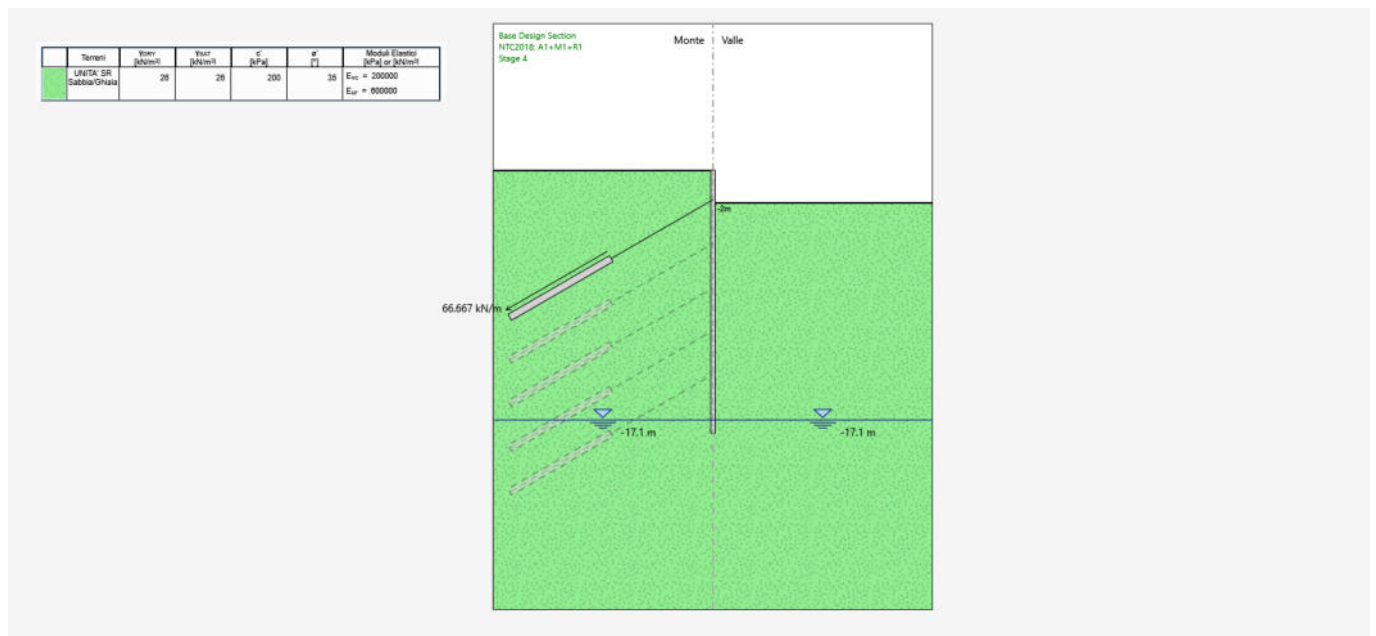 Terreni γDRY [kN/m³] γSAT [kN/m³] c' [kPa] ø' [°] Moduli Elastici [kPa] or [kN/m³]
UNITA' SR Sabbia/Ghiaia 26 26 200 35 Evc = 200000
Eur = 600000
Base Design Section
NTC2018: A1+M1+R1
Stage 4
Monte Valle
-2m
66.667 kN/m
-17.1 m -17.1 m